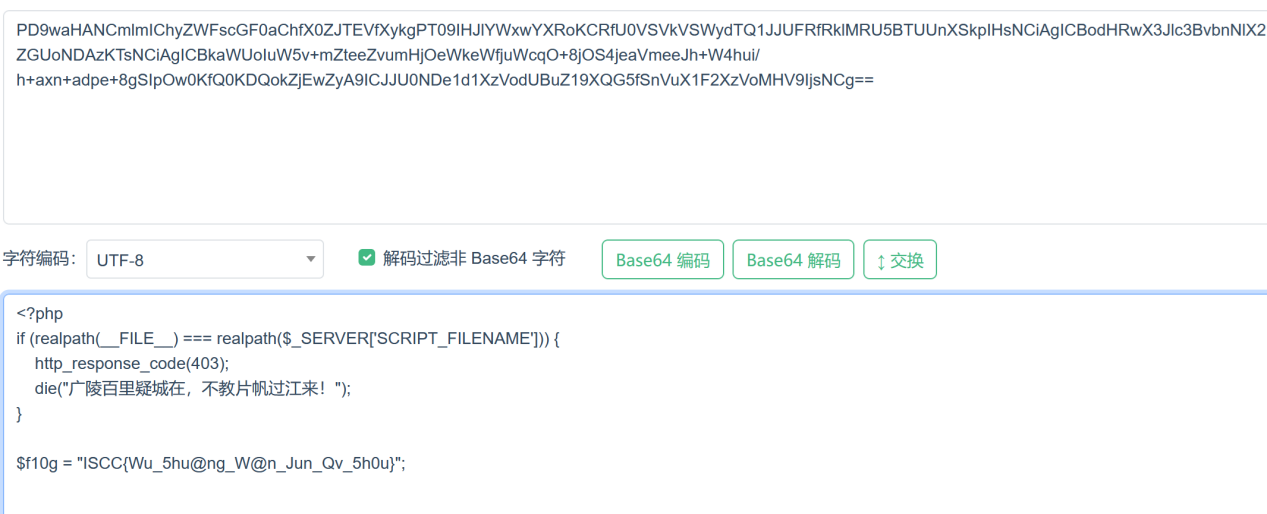 PD9waHANCmlmIChyZWFscGF0aChfX0ZJTEVfXykgPT09IHJlYWxwYXRoKCRfU0VSVkVSWydTQ1JJUFRfRklMRU5BTUUnXSkpIHsNCiAgICBodHRwX3Jlc3BvbnNlX2
ZGUoNDAzKTsNCiAgICBkaWUoIuW5v+mZteeZvumHjOeWkeWfjuWcqO+8jOS4jeaVmeeJh+W4hui/
h+axn+adpe+8gSIpOw0KfQ0KDQokZjEwZyA9ICJJU0NDe1d1XzVodUBuZ19XQG5fSnVuX1F2XzVoMHV9IjsNCg==
字符编码: UTF-8 解码过滤非 Base64 字符 Base64 编码 Base64 解码 ↕ 交换
<?php
if (realpath(__FILE__) === realpath($_SERVER['SCRIPT_FILENAME'])) {
    http_response_code(403);
    die("广陵百里疑城在，不教片帆过江来！");
}
$f10g = "ISCC{Wu_5hu@ng_W@n_Jun_Qv_5h0u}";